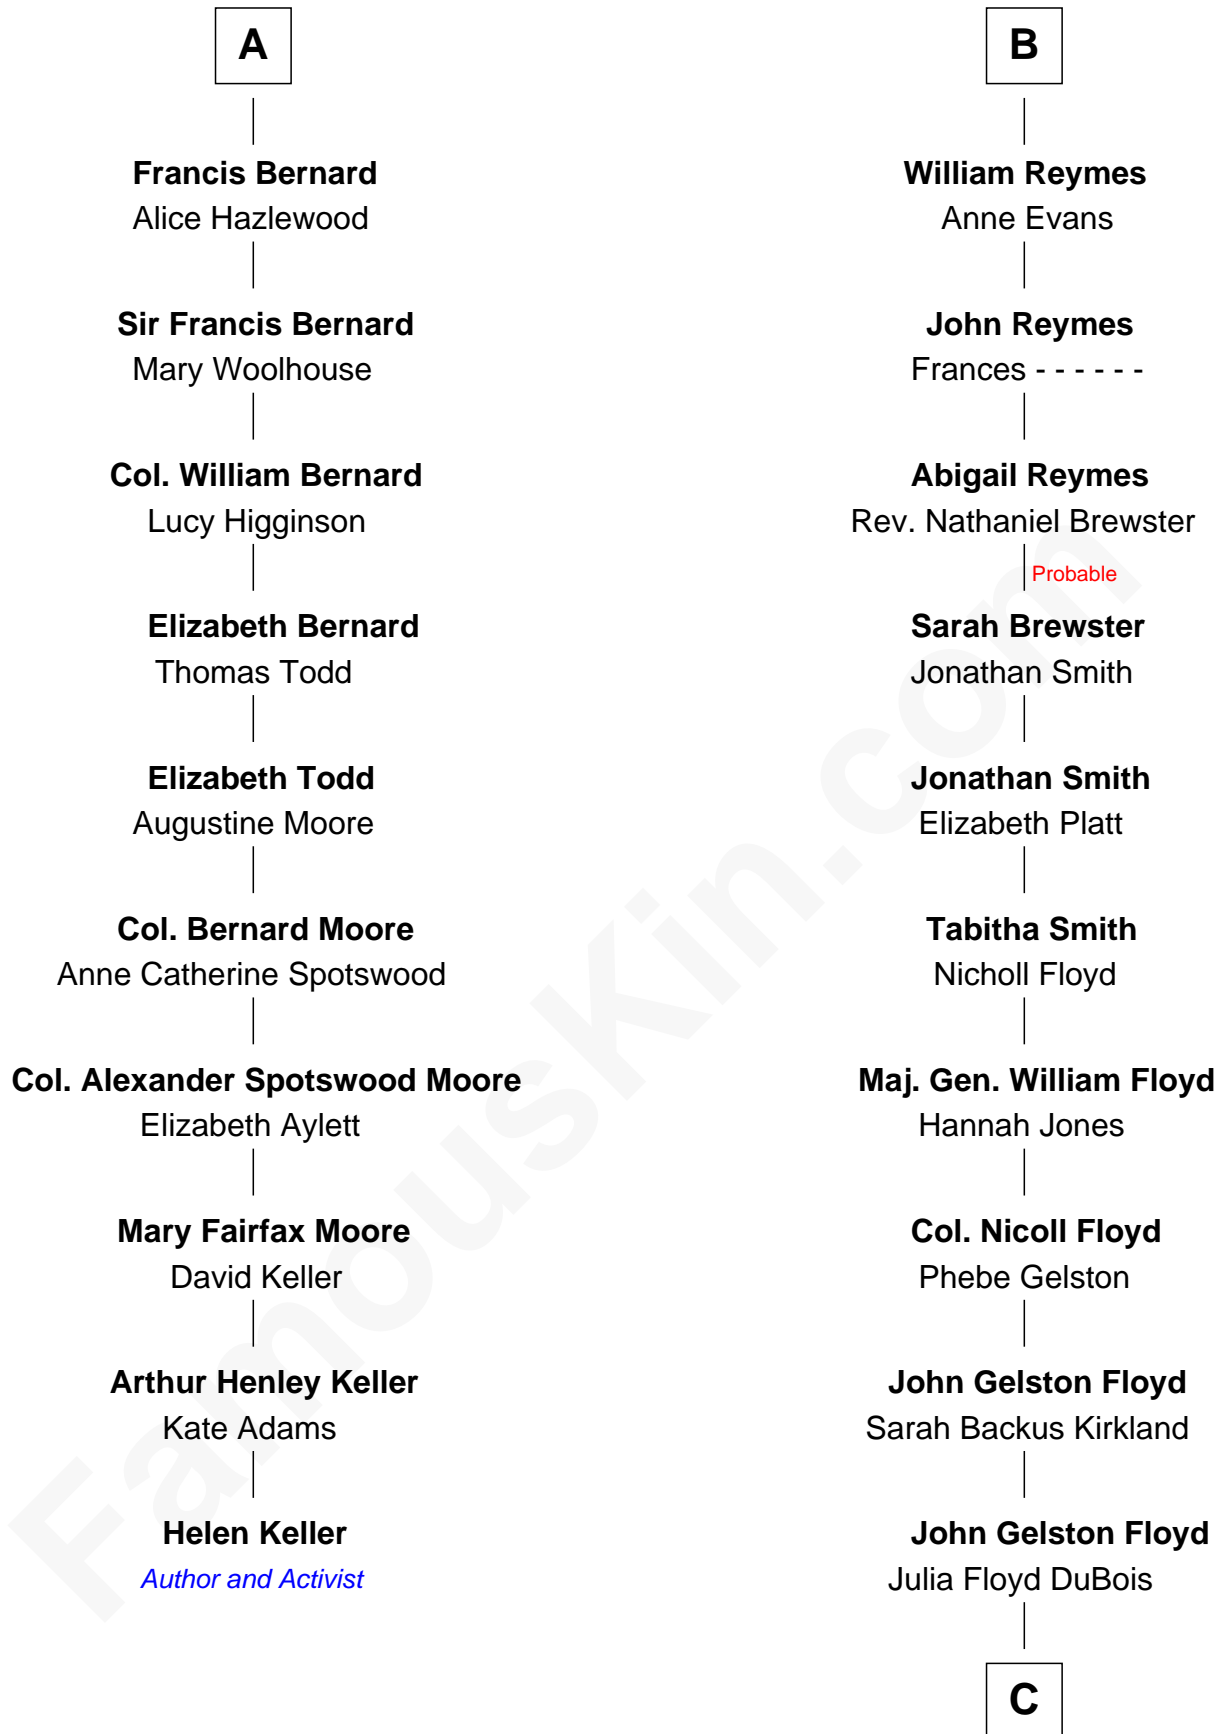 A
Francis Bernard
Alice Hazlewood
Sir Francis Bernard
Mary Woolhouse
Col. William Bernard
Lucy Higginson
Elizabeth Bernard
Thomas Todd
Elizabeth Todd
Augustine Moore
Col. Bernard Moore
Anne Catherine Spotswood
Col. Alexander Spotswood Moore
Elizabeth Aylett
Mary Fairfax Moore
David Keller
Arthur Henley Keller
Kate Adams
Helen Keller
Author and Activist
B
William Reymes
Anne Evans
John Reymes
Frances - - - - - -
Abigail Reymes
Rev. Nathaniel Brewster
Probable
Sarah Brewster
Jonathan Smith
Jonathan Smith
Elizabeth Platt
Tabitha Smith
Nicholl Floyd
Maj. Gen. William Floyd
Hannah Jones
Col. Nicoll Floyd
Phebe Gelston
John Gelston Floyd
Sarah Backus Kirkland
John Gelston Floyd
Julia Floyd DuBois
C
FamousKin.com